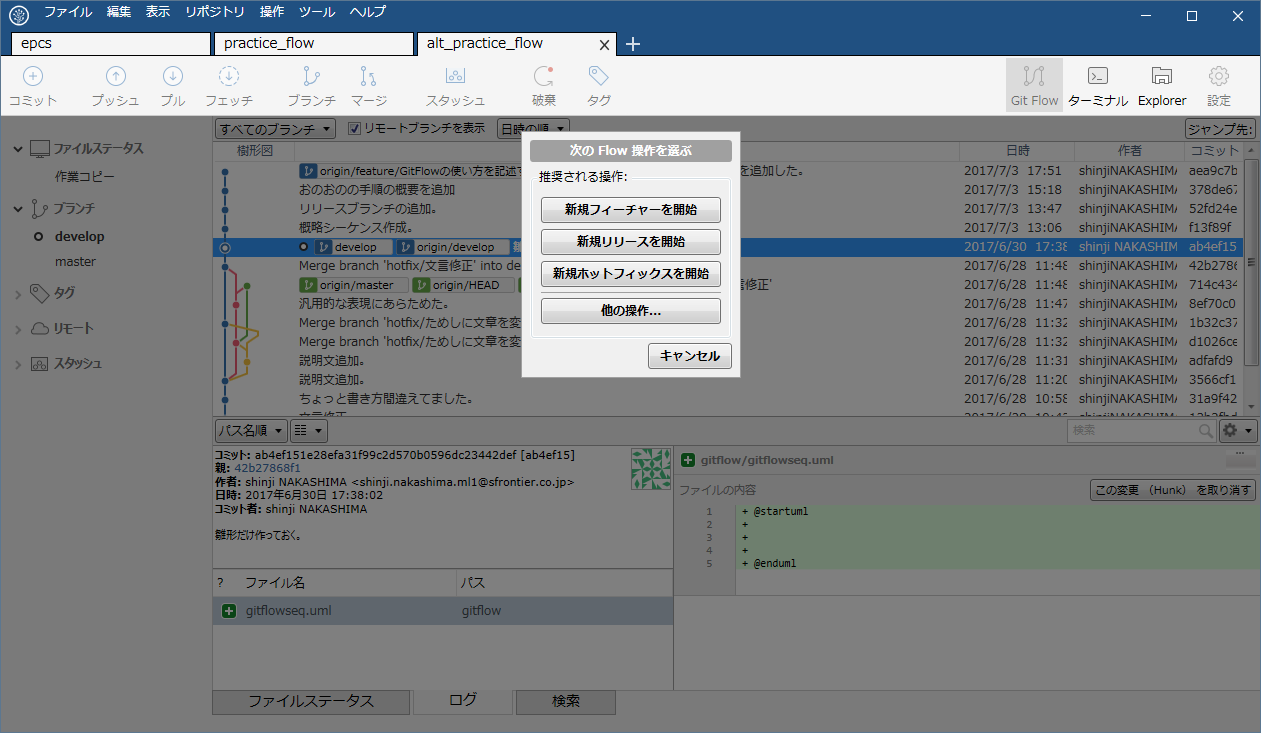 ファイル 編集 表示 リポジトリ 操作 ツール ヘルプ
epcs
practice_flow
alt_practice_flow
コミット プッシュ プル フェッチ ブランチ マージ スタッシュ 破棄 タグ Git Flow ターミナル Explorer 設定
すべてのブランチ リモートブランチを表示 日時の順 ジャンプ先:
ファイルステータス
作業コピー
ブランチ
develop
master
タグ
リモート
スタッシュ
樹形図 日時 作者 コミット
origin/feature/GitFlowの使い方を記述す を追加した。 2017/7/3 17:51 shinjiNAKASHIMA aea9c7b
おのおのの手順の概要を追加 2017/7/3 15:18 shinjiNAKASHIMA 378de67
リリースブランチの追加。 2017/7/3 13:47 shinjiNAKASHIMA 52fd24e
概略シーケンス作成。 2017/7/3 13:06 shinjiNAKASHIMA f13f89f
develop origin/develop 2017/6/30 17:38 shinji NAKASHIM ab4ef15
Merge branch 'hotfix/文言修正' into de 2017/6/28 11:48 shinjiNAKASHIMA 42b2786
origin/master origin/HEAD 言修正' 2017/6/28 11:48 shinjiNAKASHIMA 714c434
汎用的な表現にあらためた。 2017/6/28 11:47 shinjiNAKASHIMA 8ef70c0
Merge branch 'hotfix/ためしに文章を変 2017/6/28 11:32 shinjiNAKASHIMA 1b32c37
Merge branch 'hotfix/ためしに文章を変 2017/6/28 11:32 shinjiNAKASHIMA d1026ce
説明文追加。 2017/6/28 11:31 shinjiNAKASHIMA adfafd9
説明文追加。 2017/6/28 11:20 shinjiNAKASHIMA 3566cf1
ちょっと書き方間違えてました。 2017/6/28 10:58 shinjiNAKASHIMA 31a9f42
次の Flow 操作を選ぶ
推奨される操作:
新規フィーチャーを開始
新規リリースを開始
新規ホットフィックスを開始
他の操作...
キャンセル
パス名順 検索
コミット: ab4ef151e28efa31f99c2d570b0596dc23442def [ab4ef15]
親: 42b27868f1
作者: shinji NAKASHIMA <shinji.nakashima.ml1@sfrontier.co.jp>
日時: 2017年6月30日 17:38:02
コミット者: shinji NAKASHIMA
雛形だけ作っておく。
? ファイル名 パス
gitflowseq.uml gitflow
gitflow/gitflowseq.uml
ファイルの内容 この変更 （Hunk） を取り消す
1 + @startuml
2 +
3 +
4 +
5 + @enduml
ファイルステータス ログ 検索